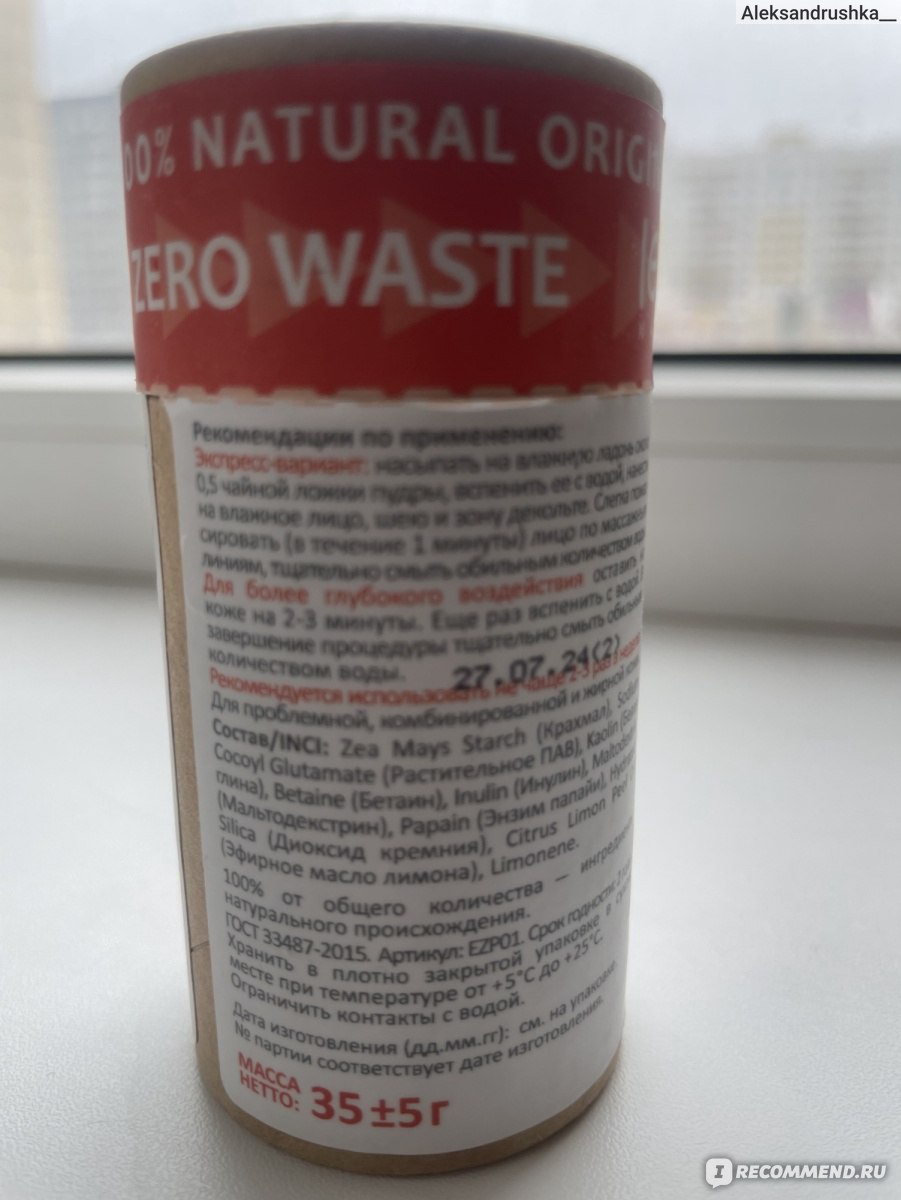 Aleksandrushka__
00% NATURAL ORIGI
ZERO WASTE le
Рекомендации по применению:
Экспресс-вариант: насыпать на влажную ладонь
0,5 чайной ложки пудры, вспенить ее с водой,
на влажное лицо, шею и зону декольте. Слегка
сировать (в течение 1 минуты) лицо по
линиям, тщательно смыть обильным количеством
Для более глубокого воздействия оставить
коже на 2-3 минуты. Еще раз вспенить с водой.
завершение процедуры тщательно смыть
количеством воды.
27.07.24(2)
Рекомендуется использовать не чаще 2-3 раз в
Для проблемной, комбинированной и жирной
Состав/INCI: Zea Mays Starch (Крахмал),
Cocoyl Glutamate (Растительное ПАВ), Kaolin
глина), Betaine (Бетаин), Inulin (Инулин),
(Мальтодекстрин), Papain (Энзим папайи),
Silica (Диоксид кремния), Citrus Limon Peel
(Эфирное масло лимона), Limonene.
100% от общего количества –
натурального происхождения.
ГОСТ 33487-2015. Артикул: EZP01. Срок годности:
Хранить в плотно закрытой упаковке в
месте при температуре от +5°C до +25°C.
Ограничить контакты с водой.
Дата изготовления (дд.мм.гг): см. на упаковке.
№ партии соответствует дате изготовления.
МАССА
НЕТТО: 35±5г
IRECOMMEND.RU